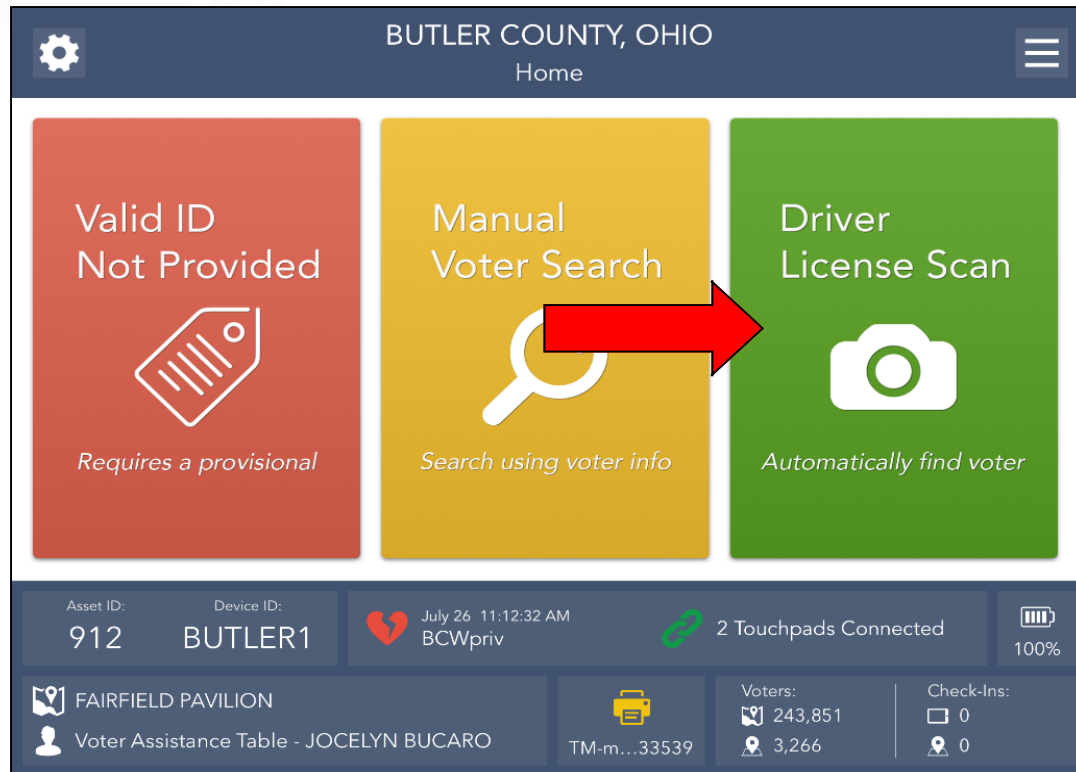 BUTLER COUNTY, OHIO
Home
Valid ID
Not Provided
Requires a provisional
Manual
Voter Search
Search using voter info
Driver
License Scan
Automatically find voter
Asset ID:
912
Device ID:
BUTLER1
July 26 11:12:32 AM
BCWpriv
2 Touchpads Connected
100%
FAIRFIELD PAVILION
Voter Assistance Table - JOCELYN BUCARO
TM-m...33539
Voters:
243,851
3,266
Check-Ins:
0
0